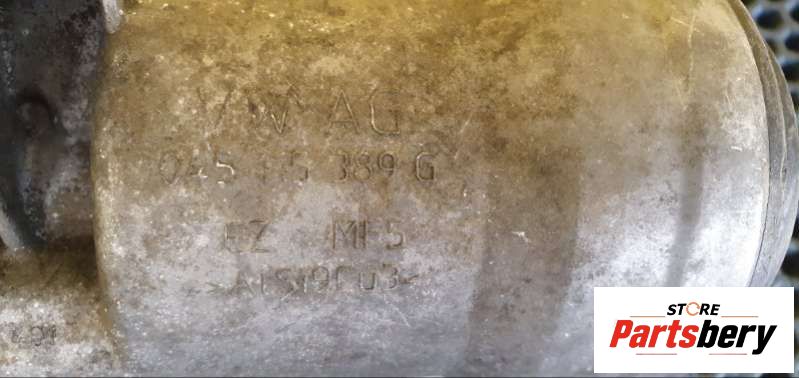 VW AG
045 115 389 G
EZ MF5
>AlSi9Cu3<
STORE
Partsbery